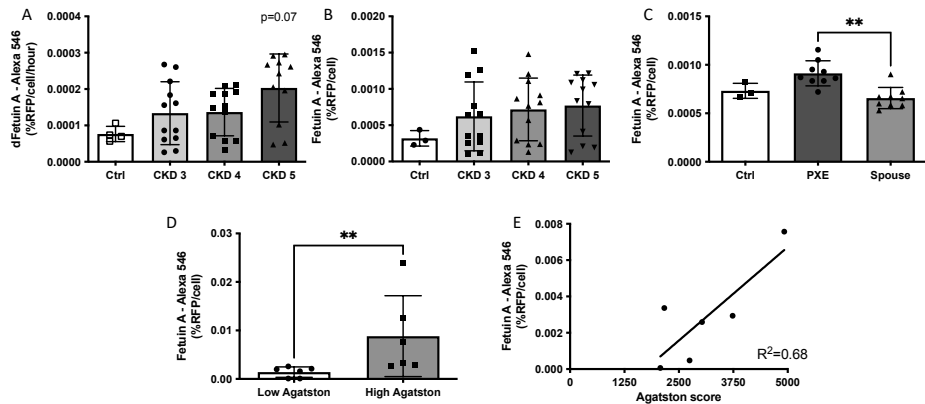 A
dFetuin A - Alexa 546
(%RFP/cell/hour)
p=0.07
0.0004
0.0003
0.0002
0.0001
0.0000
Ctrl CKD 3 CKD 4 CKD 5
B
Fetuin A - Alexa 546
(%RFP/cell)
0.0020
0.0015
0.0010
0.0005
0.0000
Ctrl CKD 3 CKD 4 CKD 5
C
Fetuin A - Alexa 546
(%RFP/cell)
**
0.0015
0.0010
0.0005
0.0000
Ctrl PXE Spouse
D
Fetuin A - Alexa 546
(%RFP/cell)
**
0.03
0.02
0.01
0.00
Low Agatston High Agatston
E
Fetuin A - Alexa 546
(%RFP/cell)
0.008
0.006
0.004
0.002
0.000
R²=0.68
0 1250 2500 3750 5000
Agatston score